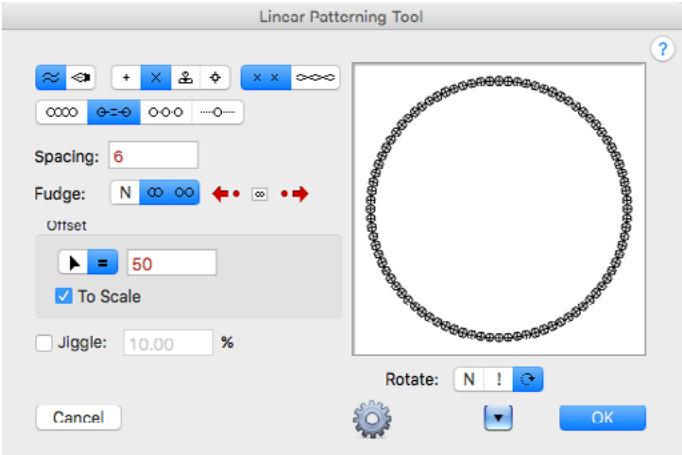 Linear Patterning Tool
?
Spacing: 6
Fudge: N
Offset
= 50
To Scale
Jiggle: 10.00 %
Rotate: N !
Cancel OK